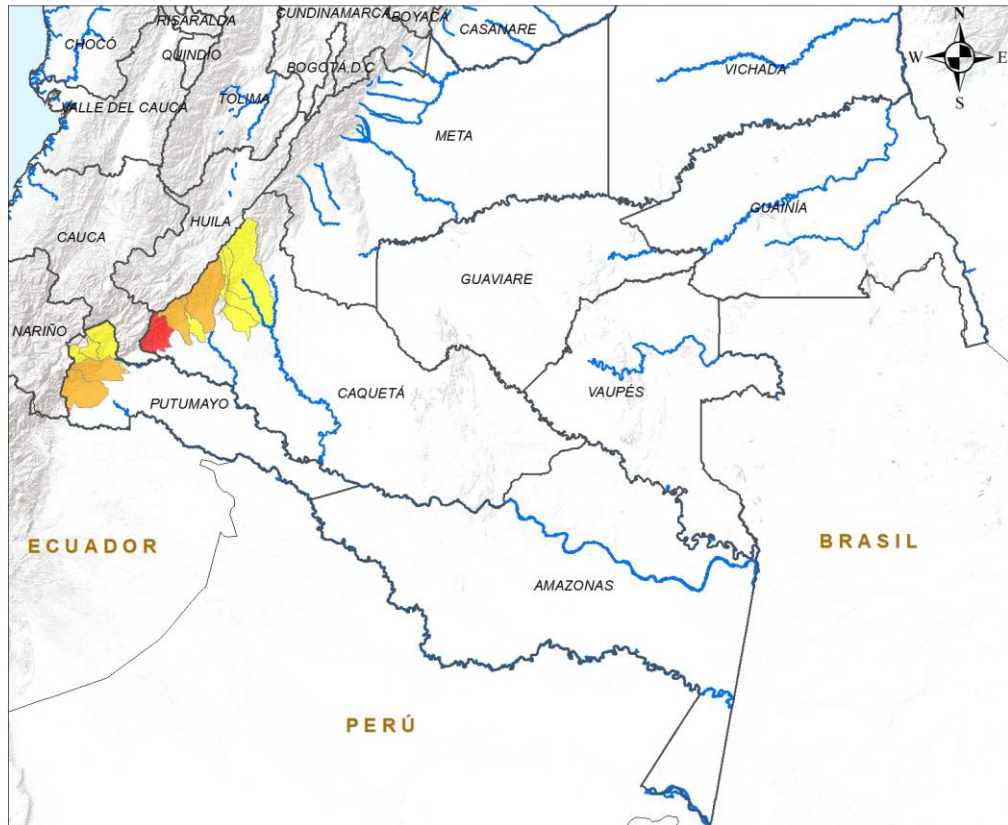 RISARALDA
CUNDINAMARCA
BOYACÁ
CASANARE
N
CHOCÓ
QUINDÍO
BOGOTÁ D.C
W
E
VICHADA
S
VALLE DEL CAUCA
TOLIMA
META
GUAINÍA
HUILA
CAUCA
GUAVIARE
NARIÑO
CAQUETÁ
VAUPÉS
PUTUMAYO
ECUADOR
BRASIL
AMAZONAS
PERÚ